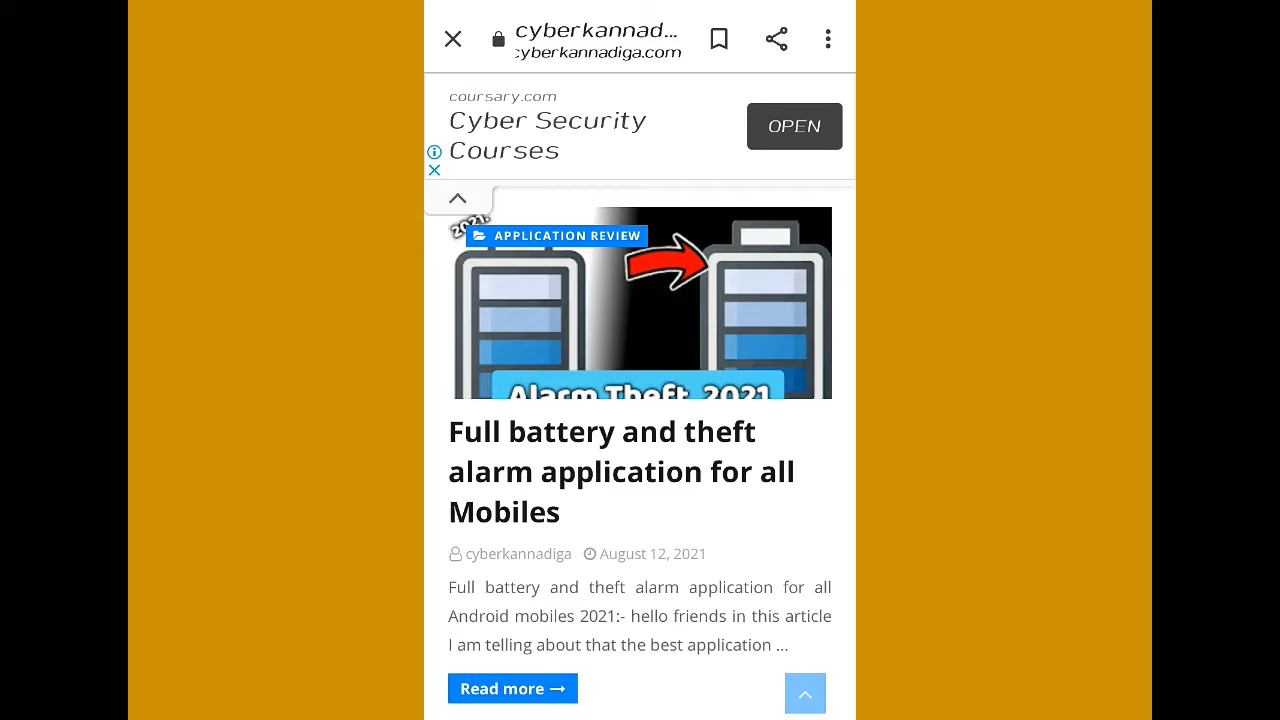 cyberkannad...
cyberkannadiga.com
coursary.com
Cyber Security
Courses
OPEN
2021.
APPLICATION REVIEW
Alarm Theft 2021
Full battery and theft
alarm application for all
Mobiles
cyberkannadiga August 12, 2021
Full battery and theft alarm application for all
Android mobiles 2021:- hello friends in this article
I am telling about that the best application ...
Read more →